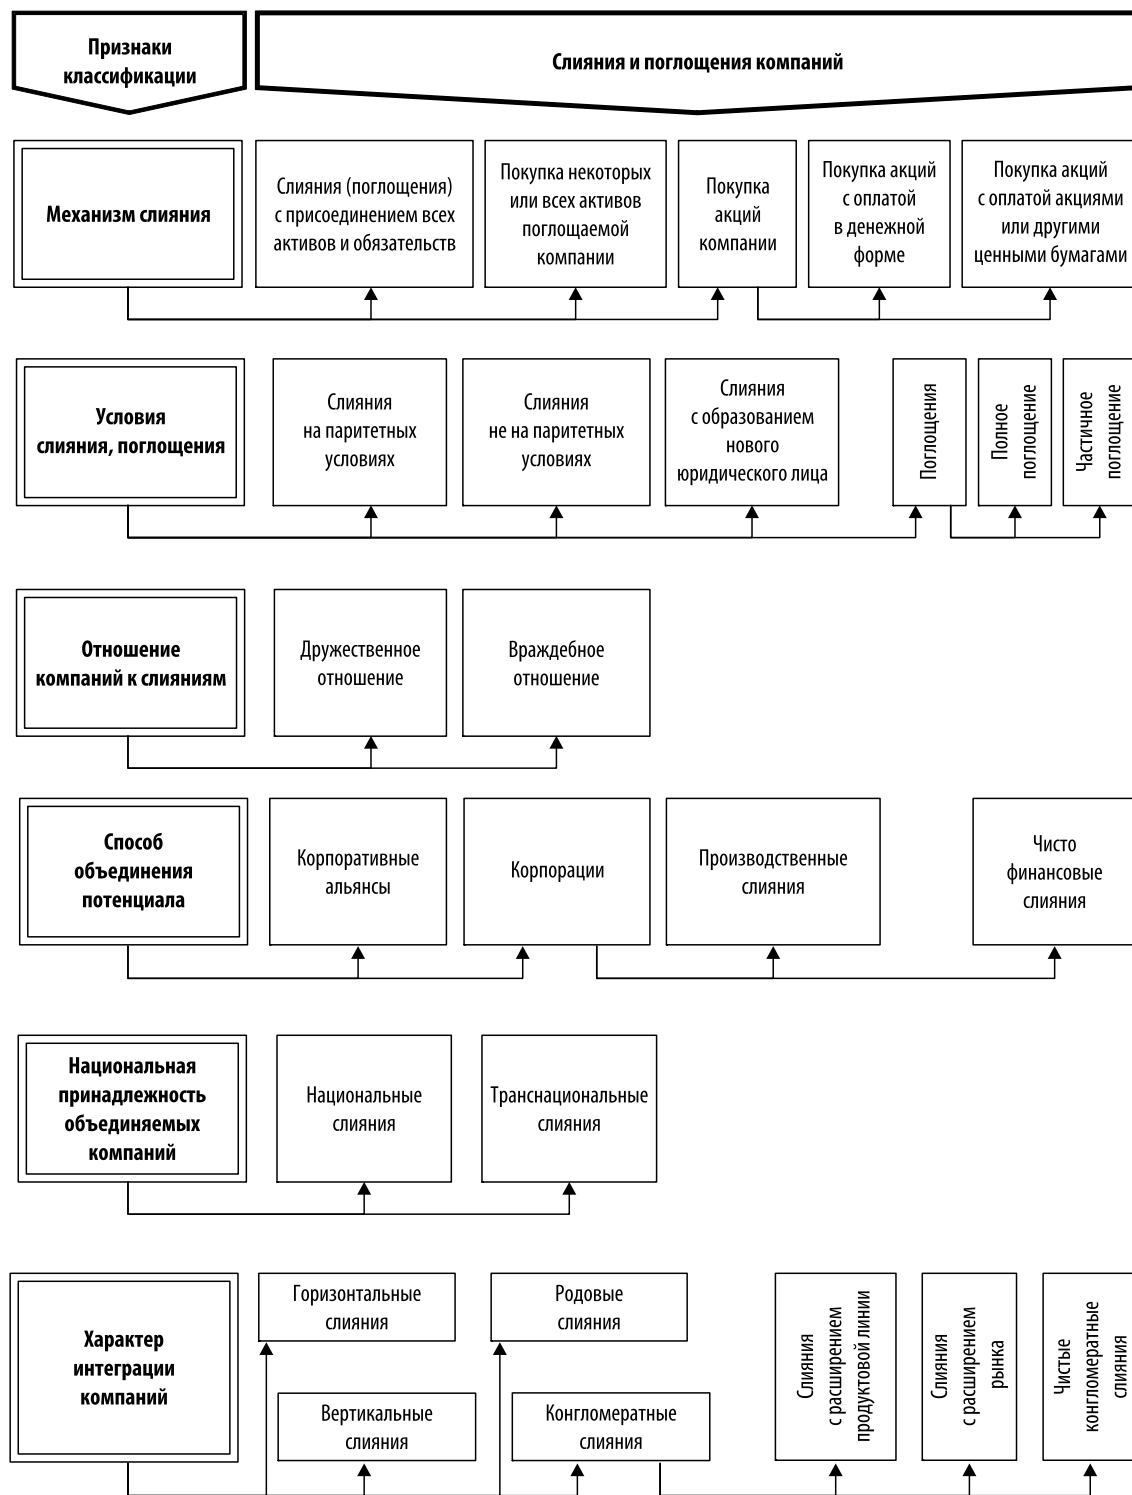 Признаки
классификации
Слияния и поглощения компаний
Механизм слияния
Слияния (поглощения)
с присоединением всех
активов и обязательств
Покупка некоторых
или всех активов
поглощаемой
компании
Покупка
акций
компании
Покупка акций
с оплатой
в денежной
форме
Покупка акций
с оплатой акциями
или другими
ценными бумагами
Условия
слияния, поглощения
Слияния
на паритетных
условиях
Слияния
не на паритетных
условиях
Слияния
с образованием
нового
юридического лица
Поглощения
Полное
поглощение
Частичное
поглощение
Отношение
компаний к слияниям
Дружественное
отношение
Враждебное
отношение
Способ
объединения
потенциала
Корпоративные
альянсы
Корпорации
Производственные
слияния
Чисто
финансовые
слияния
Национальная
принадлежность
объединяемых
компаний
Национальные
слияния
Транснациональные
слияния
Характер
интеграции
компаний
Горизонтальные
слияния
Родовые
слияния
Вертикальные
слияния
Конгломератные
слияния
Слияния
с расширением
продуктовой линии
Слияния
с расширением
рынка
Чистые
конгломератные
слияния